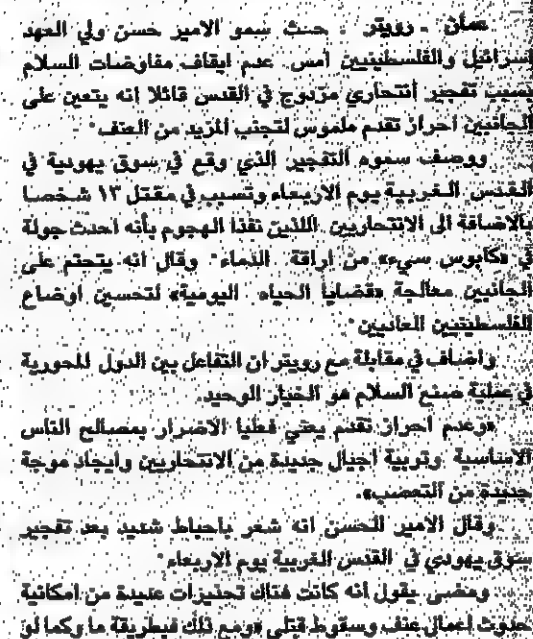 عمان - رويتر - حث سمو الامير حسن ولي العهد
اسرائيل والفلسطينيين امس عدم ايقاف مفاوضات السلام
بسبب تفجير انتحاري مزدوج في القدس قائلا انه يتعين على
الجانبين احراز تقدم ملموس لتجنب المزيد من العنف.
ووصف سموه التفجير الذي وقع في سوق يهودية في
القدس الغربية يوم الاربعاء وتسبب في مقتل ١٣ شخصا
بالاضافة الى الانتحاريين اللذين نفذا الهجوم بأنه احدث جولة
في «كابوس سيء» من اراقة الدماء. وقال انه يتحتم على
الجانبين معالجة «قضايا الحياه اليومية» لتحسين اوضاع
الفلسطينيين العاديين.
واضاف في مقابلة مع رويتر ان التفاعل بين الدول المحورية
في عملية صنع السلام هو الخيار الوحيد.
«وعدم احراز تقدم يعني فعليا الاضرار بمصالح الناس
الاساسية وتربية اجيال جديدة من الانتحاريين وايجاد موجة
جديدة من التعصب».
وقال الامير الحسن انه شعر باحباط شديد بعد تفجير
سوق يهودي في القدس الغربية يوم الاربعاء.
ومضى يقول انه كانت هناك تحذيرات عديدة من امكانية
حدوث اعمال عنف وسقوط قتلى «ومع ذلك فبطريقة ما وكما لو